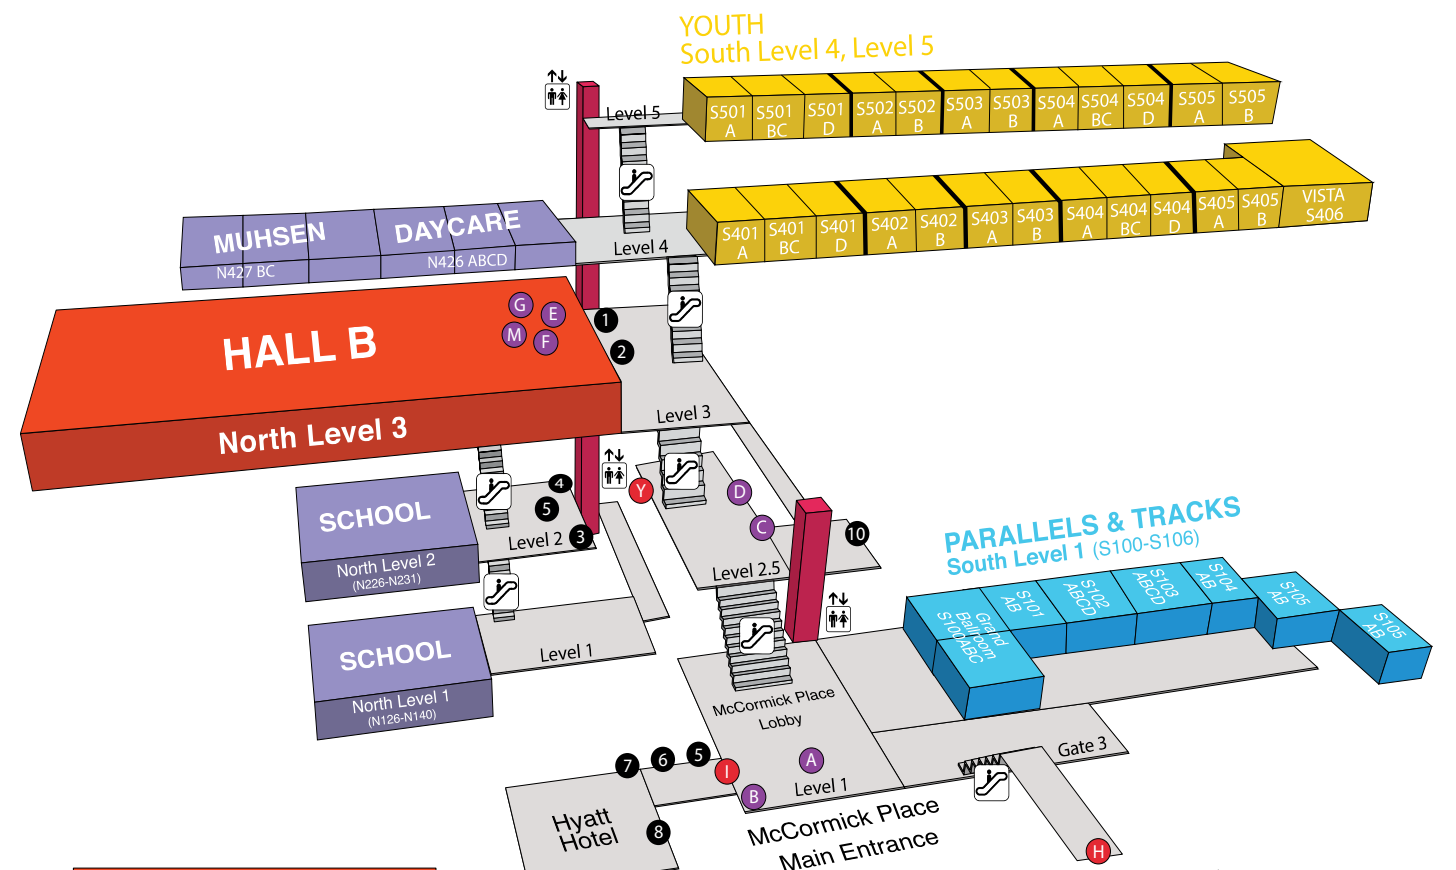 YOUTH
South Level 4, Level 5
Level 5
S501 A
S501 BC
S501 D
S502 A
S502 B
S503 A
S503 B
S504 A
S504 BC
S504 D
S505 A
S505 B
MUHSEN
DAYCARE
N427 BC
N426 ABCD
Level 4
S401 A
S401 BC
S401 D
S402 A
S402 B
S403 A
S403 B
S404 A
S404 BC
S404 D
S405 A
S405 B
VISTA S406
HALL B
North Level 3
G
E
M
F
1
2
Level 3
SCHOOL
North Level 2
(N226-N231)
4
5
3
Level 2
Y
D
C
10
Level 2.5
PARALLELS & TRACKS
South Level 1 (S100-S106)
Grand Ballroom S100ABC
S101 AB
S102 ABCD
S103 ABCD
S104 AB
S105 AB
S105 AB
SCHOOL
North Level 1
(N126-N140)
Level 1
McCormick Place
Lobby
7
6
5
I
A
B
Level 1
Gate 3
Hyatt
Hotel
8
McCormick Place
Main Entrance
H